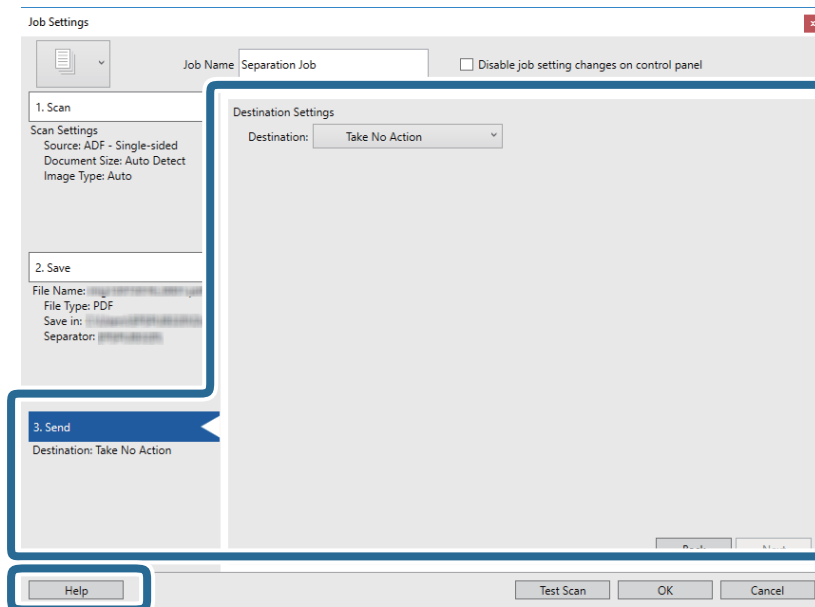 Job Settings
Job Name Separation Job Disable job setting changes on control panel
1. Scan
Scan Settings
Source: ADF - Single-sided
Document Size: Auto Detect
Image Type: Auto
2. Save
File Name:
File Type: PDF
Save in:
Separator:
3. Send
Destination: Take No Action
Destination Settings
Destination: Take No Action
Help Test Scan OK Cancel